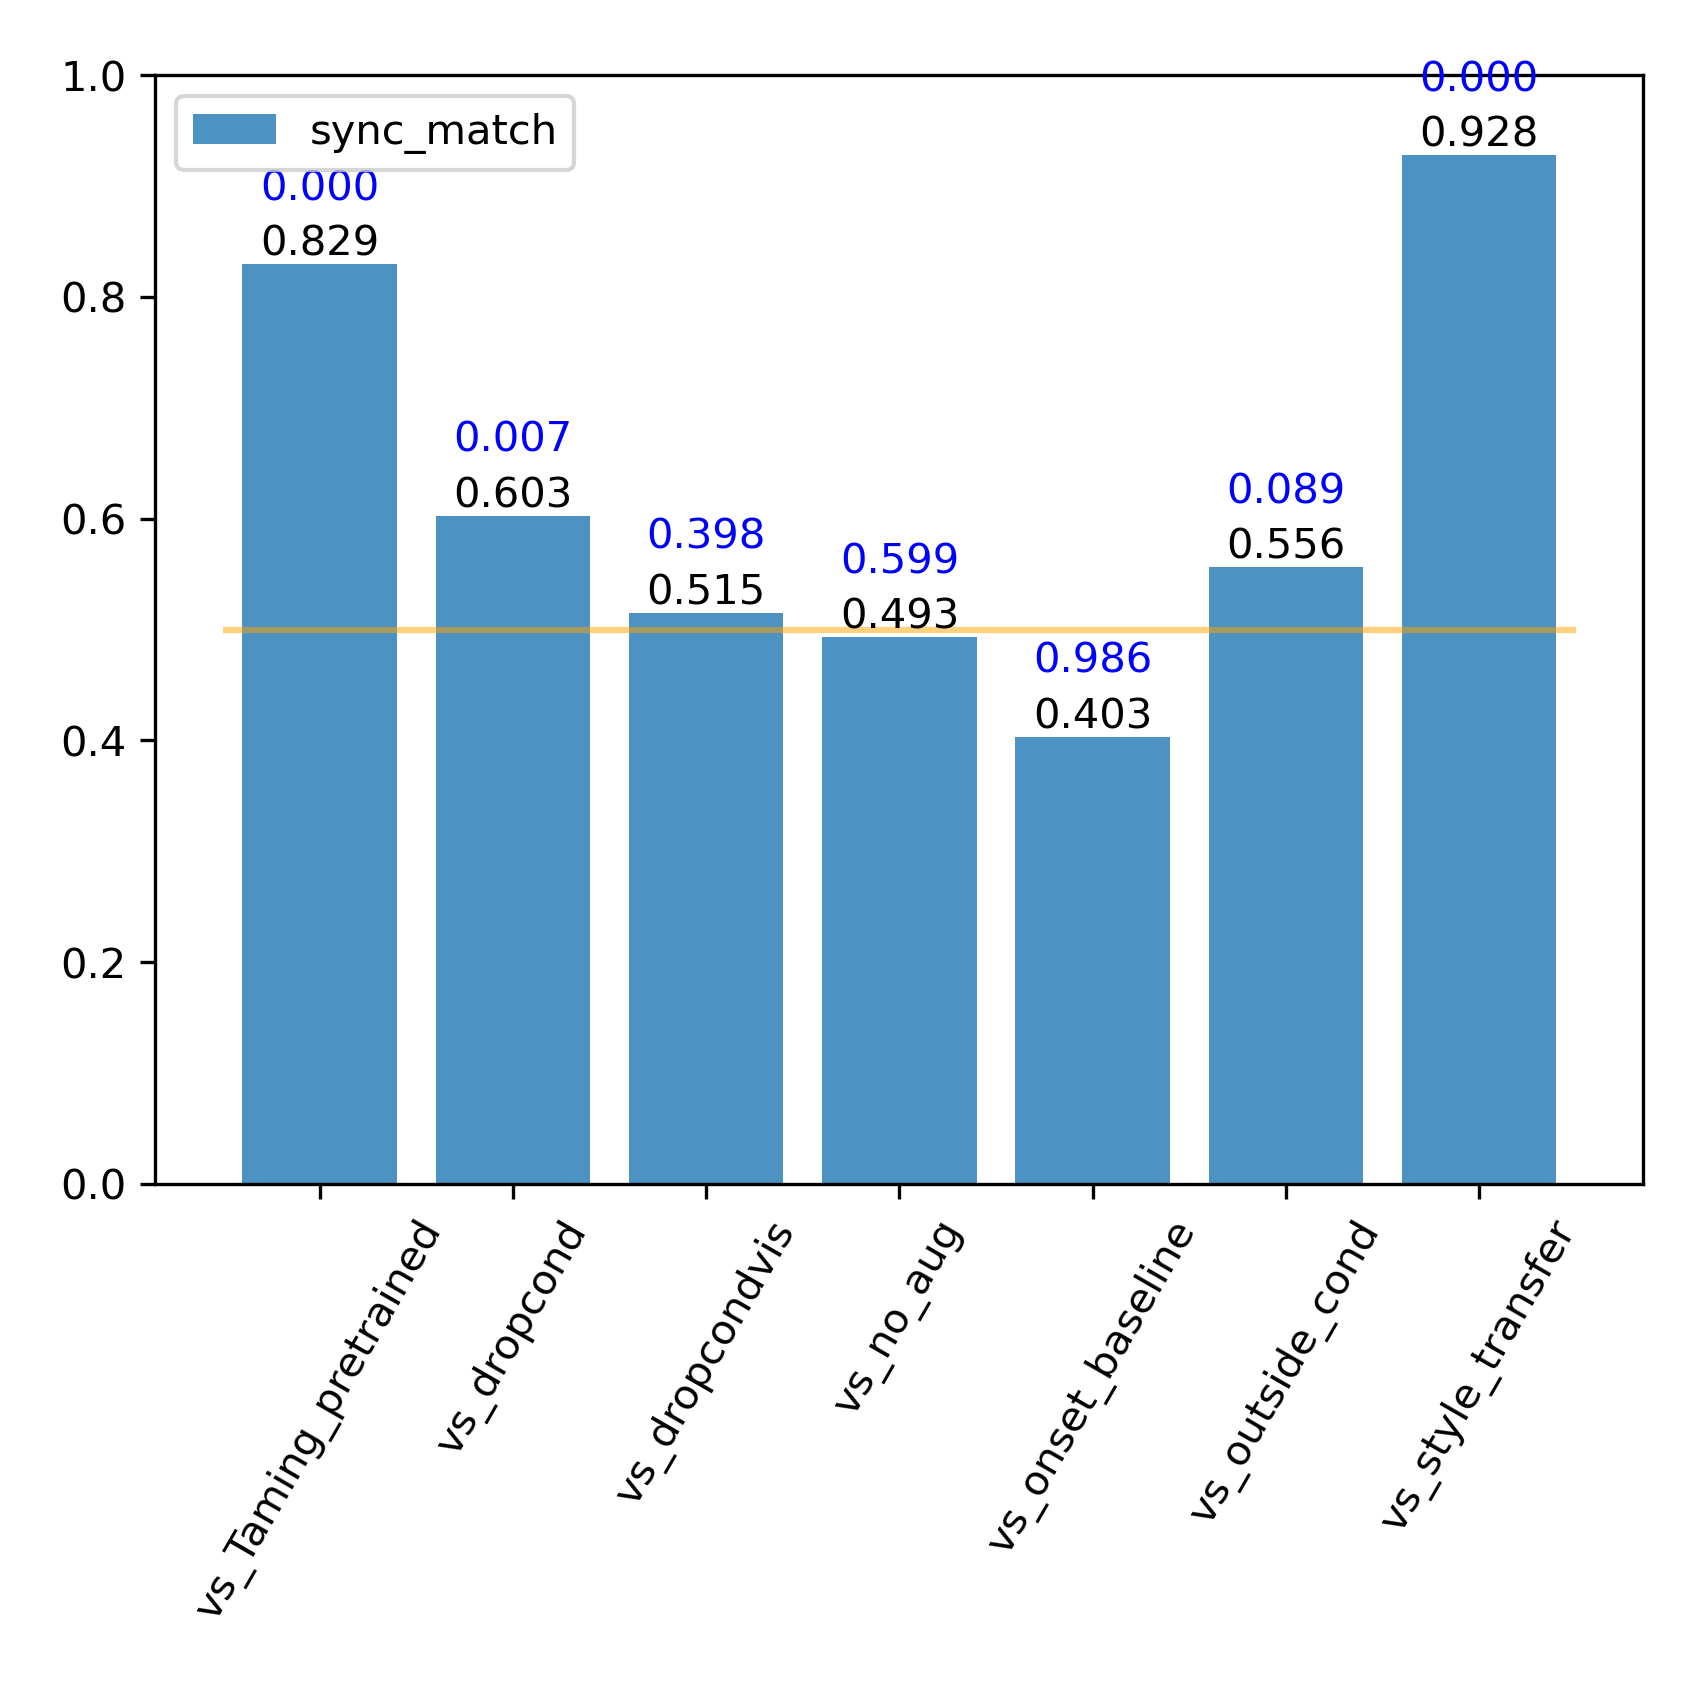 1.0
0.8
0.6
0.4
0.2
0.0
sync_match
0.000
0.829
0.007
0.603
0.398
0.515
0.599
0.493
0.986
0.403
0.089
0.556
0.000
0.928
vs_Taming_pretrained
vs_dropcond
vs_dropcondvis
vs_no_aug
vs_onset_baseline
vs_outside_cond
vs_style_transfer